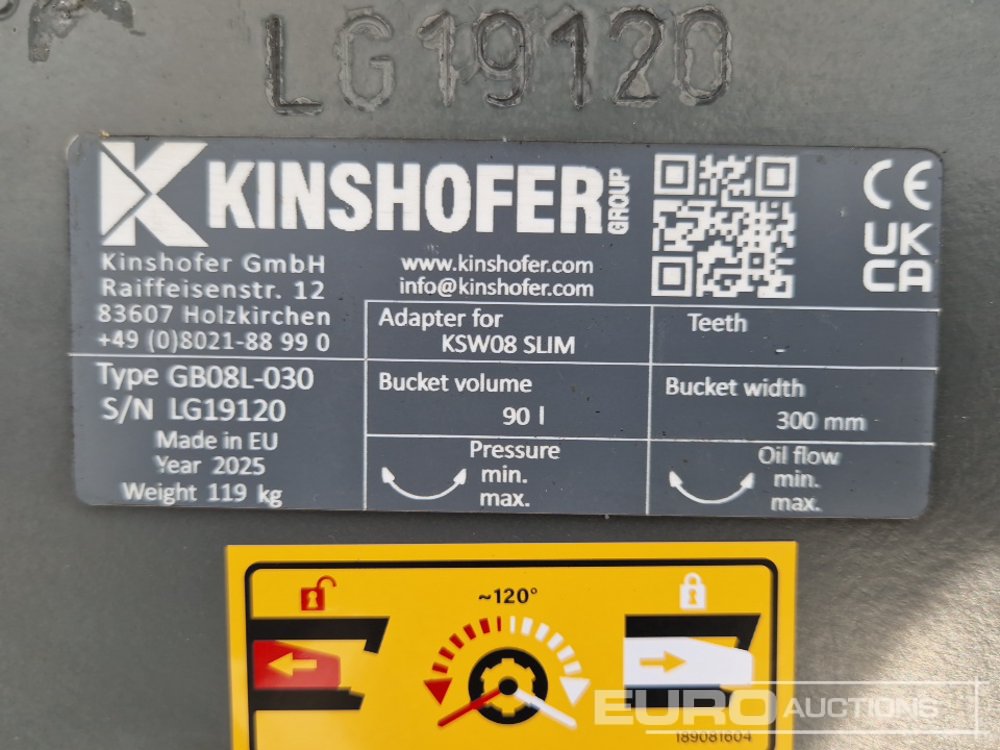 LG19120
KINSHOFER GROUP
CE
UK
CA
Kinshofer GmbH
Raiffeisenstr. 12
83607 Holzkirchen
+49 (0)8021-88 99 0
www.kinshofer.com
info@kinshofer.com
Adapter for
KSW08 SLIM
Teeth
-
Type GB08L-030
S/N LG19120
Made in EU
Year 2025
Weight 119 kg
Bucket volume
90 l
Bucket width
300 mm
Pressure
min.
max.
Oil flow
min.
max.
~120°
EURO AUCTIONS
189081604